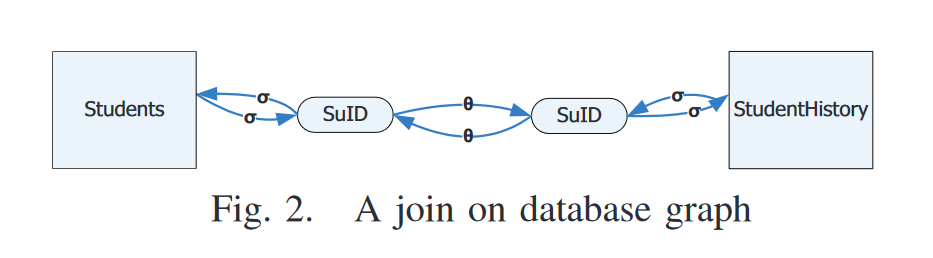 Students
σ
σ
SuID
θ
θ
SuID
σ
σ
StudentHistory
Fig. 2. A join on database graph